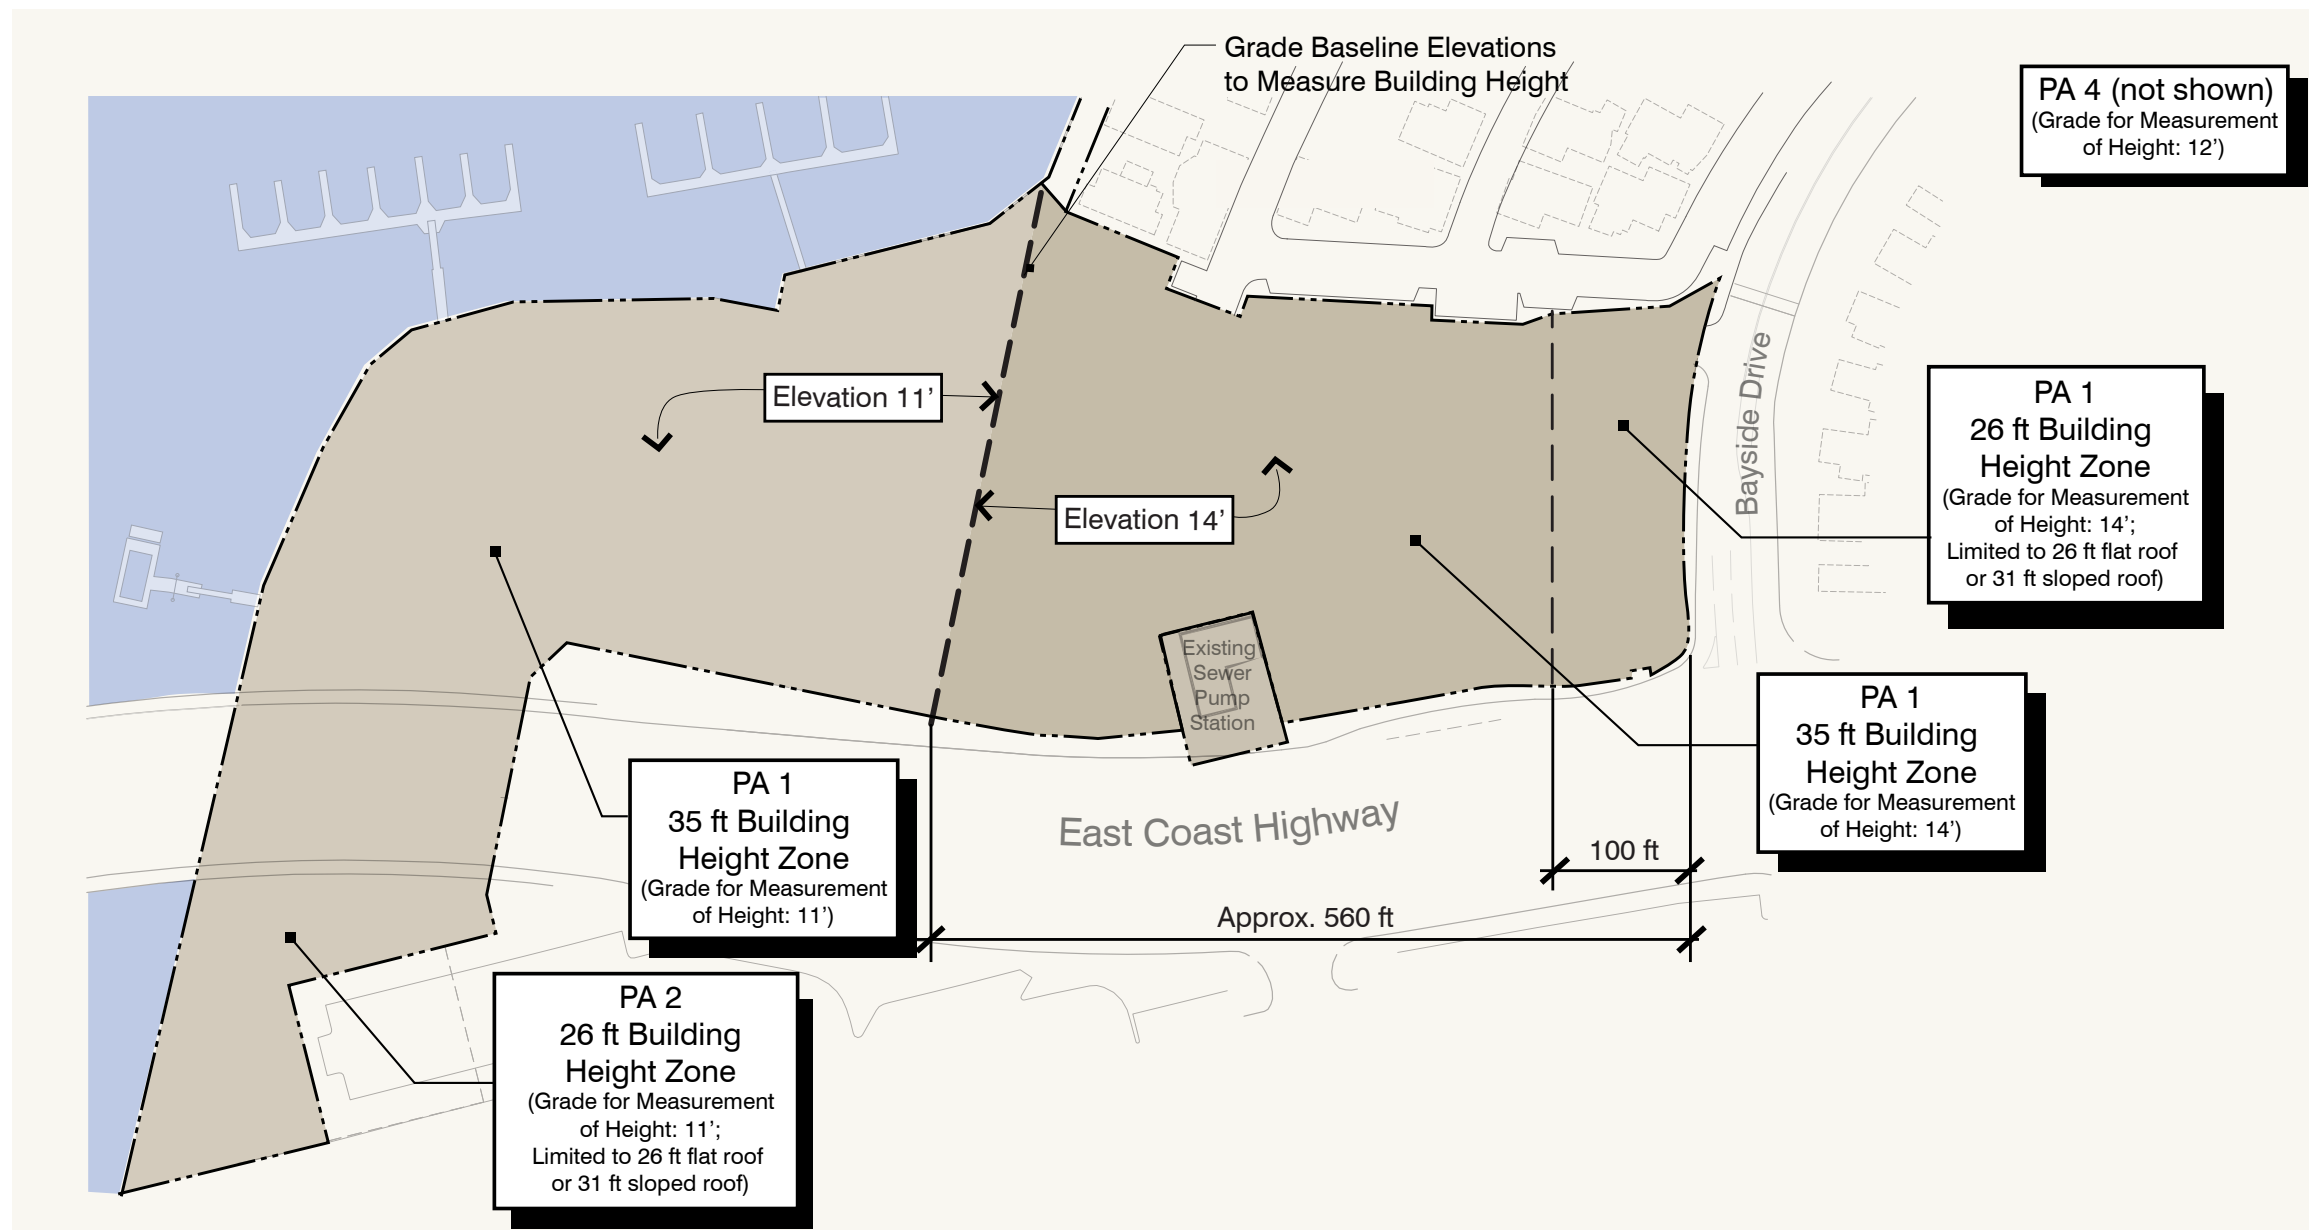 Grade Baseline Elevations
to Measure Building Height
PA 4 (not shown)
(Grade for Measurement
of Height: 12’)
Elevation 11’
Elevation 14’
Bayside Drive
PA 1
26 ft Building
Height Zone
(Grade for Measurement
of Height: 14’;
Limited to 26 ft flat roof
or 31 ft sloped roof)
Existing
Sewer
Pump
Station
PA 1
35 ft Building
Height Zone
(Grade for Measurement
of Height: 14’)
PA 1
35 ft Building
Height Zone
(Grade for Measurement
of Height: 11’)
East Coast Highway
100 ft
Approx. 560 ft
PA 2
26 ft Building
Height Zone
(Grade for Measurement
of Height: 11’;
Limited to 26 ft flat roof
or 31 ft sloped roof)